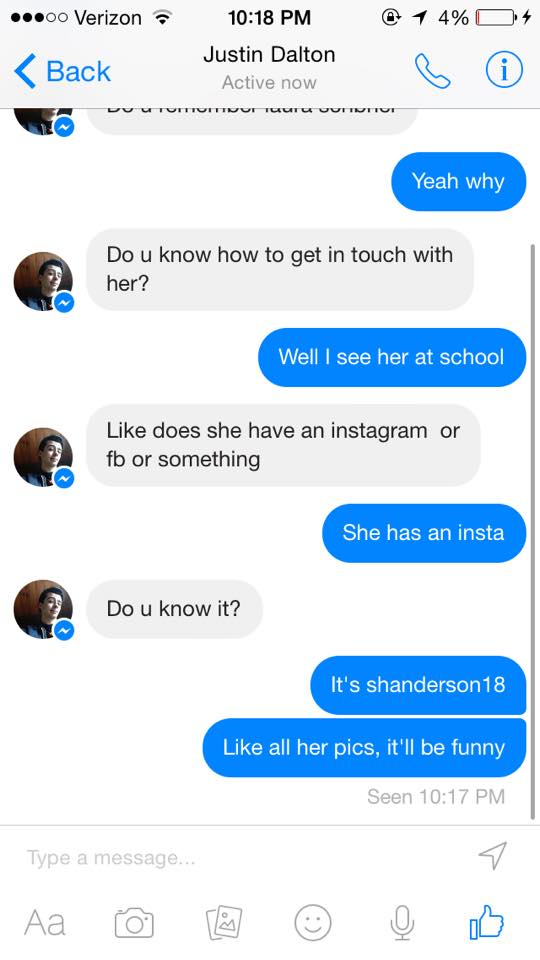 Verizon 10:18 PM 4%
Back
Justin Dalton
Active now
Do u remember laura
Yeah why
Do u know how to get in touch with
her?
Well I see her at school
Like does she have an instagram or
fb or something
She has an insta
Do u know it?
It's shanderson18
Like all her pics, it'll be funny
Seen 10:17 PM
Type a message...
Aa